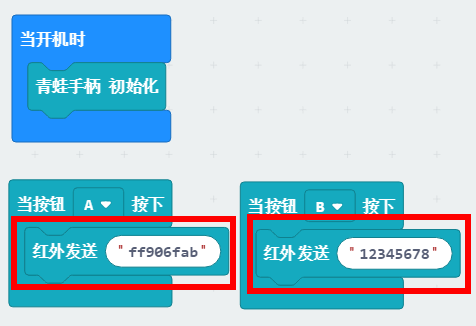 当开机时
青蛙手柄 初始化
当按钮 A 按下
红外发送 "ff906fab"
当按钮 B 按下
红外发送 "12345678"